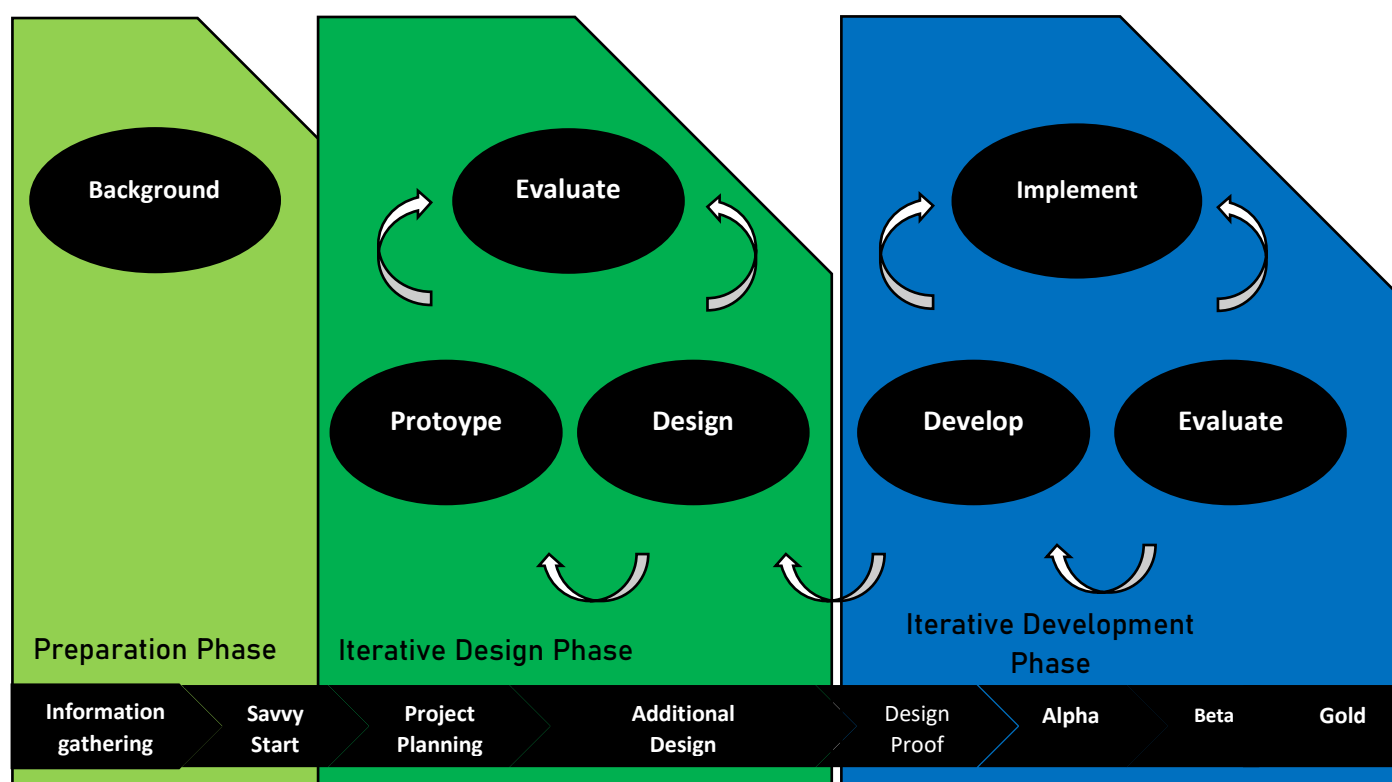 Background
Evaluate
Implement
Protoype
Design
Develop
Evaluate
Preparation Phase
Iterative Design Phase
Iterative Development
Phase
Information
gathering
Savvy
Start
Project
Planning
Additional
Design
Design
Proof
Alpha
Beta
Gold